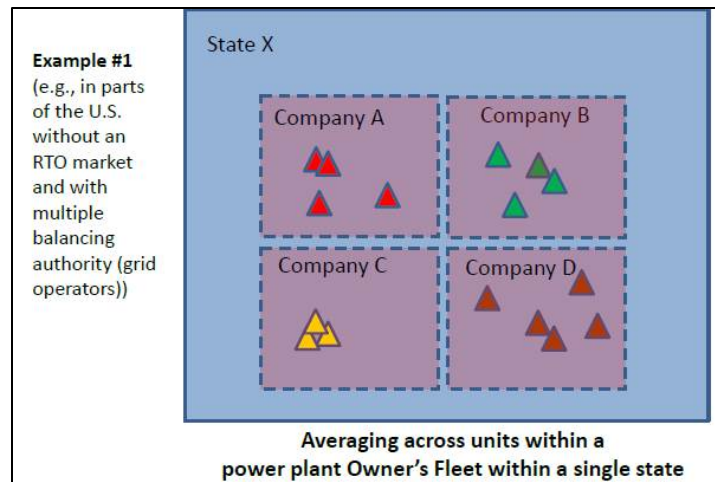 Example #1
(e.g., in parts
of the U.S.
without an
RTO market
and with
multiple
balancing
authority (grid
operators))
State X
Company A
Company B
Company C
Company D
Averaging across units within a
power plant Owner's Fleet within a single state